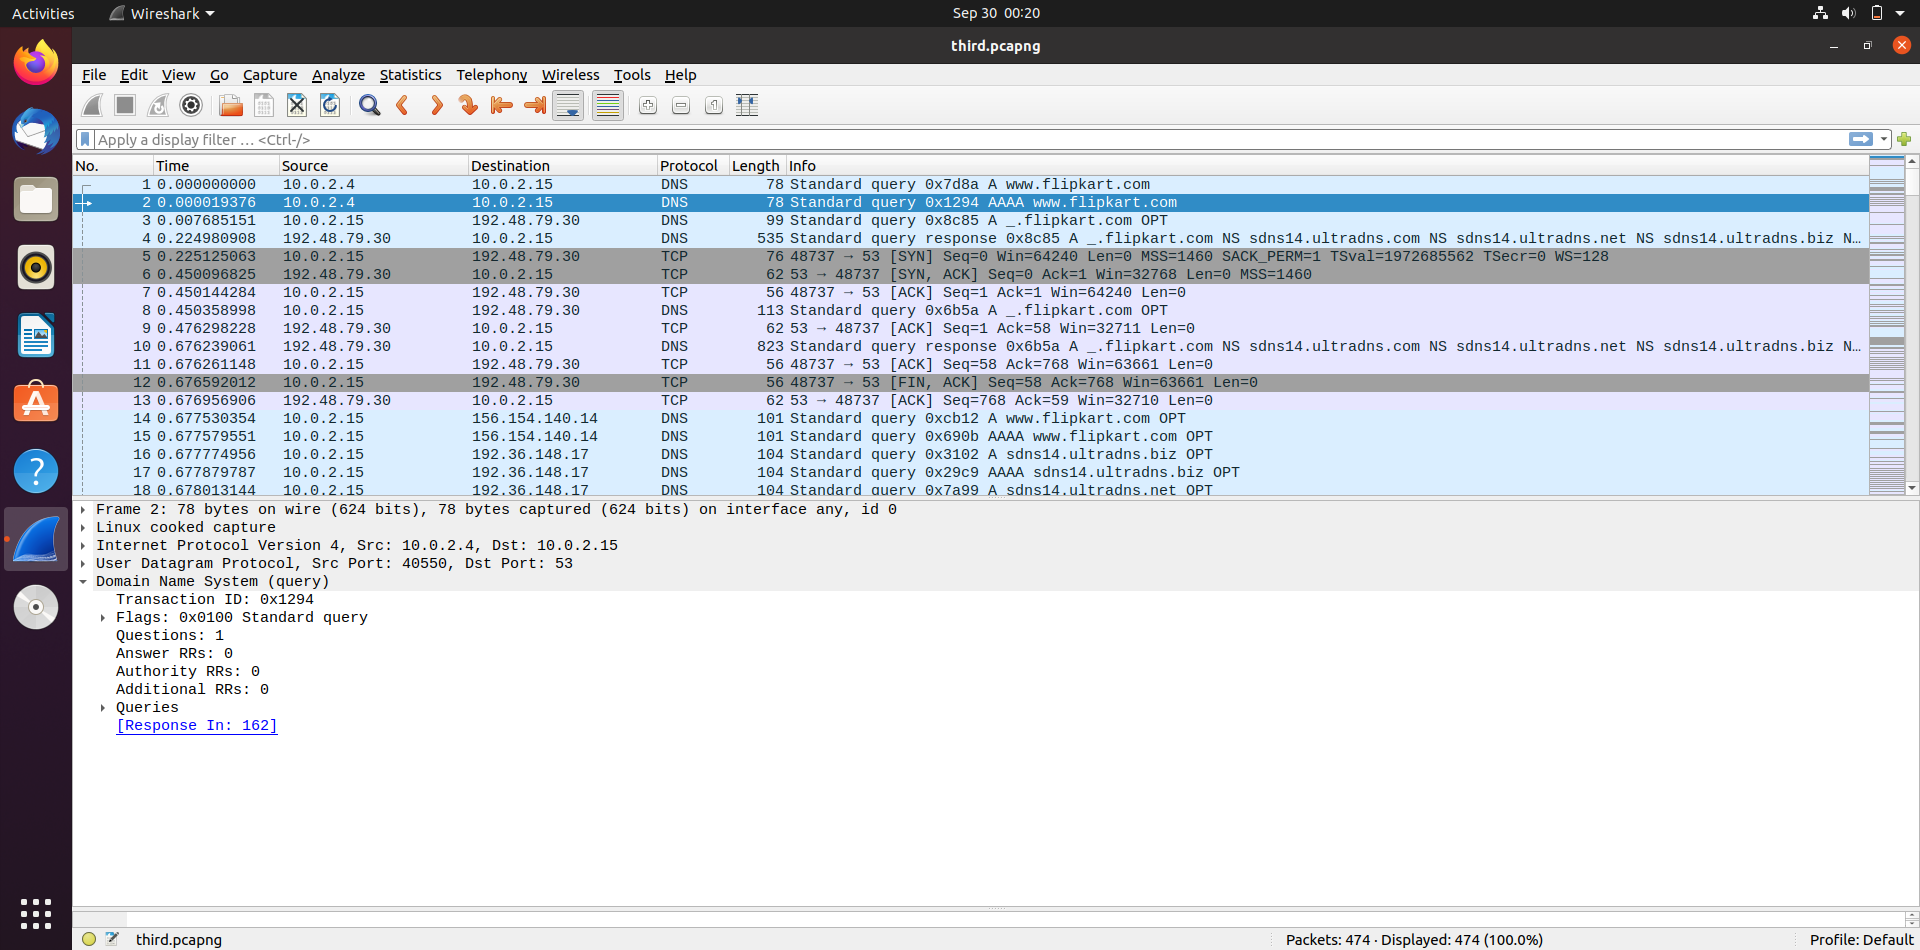 Activities Wireshark Sep 30 00:20
third.pcapng
File Edit View Go Capture Analyze Statistics Telephony Wireless Tools Help
Apply a display filter … <Ctrl-/>
No. Time Source Destination Protocol Length Info
1 0.000000000 10.0.2.4 10.0.2.15 DNS 78 Standard query 0x7d8a A www.flipkart.com
2 0.000019376 10.0.2.4 10.0.2.15 DNS 78 Standard query 0x1294 AAAA www.flipkart.com
3 0.007685151 10.0.2.15 192.48.79.30 DNS 99 Standard query 0x8c85 A _.flipkart.com OPT
4 0.224980908 192.48.79.30 10.0.2.15 DNS 535 Standard query response 0x8c85 A _.flipkart.com NS sdns14.ultradns.com NS sdns14.ultradns.net NS sdns14.ultradns.biz N…
5 0.225125063 10.0.2.15 192.48.79.30 TCP 76 48737 → 53 [SYN] Seq=0 Win=64240 Len=0 MSS=1460 SACK_PERM=1 TSval=1972685562 TSecr=0 WS=128
6 0.450096825 192.48.79.30 10.0.2.15 TCP 62 53 → 48737 [SYN, ACK] Seq=0 Ack=1 Win=32768 Len=0 MSS=1460
7 0.450144284 10.0.2.15 192.48.79.30 TCP 56 48737 → 53 [ACK] Seq=1 Ack=1 Win=64240 Len=0
8 0.450358998 10.0.2.15 192.48.79.30 DNS 113 Standard query 0x6b5a A _.flipkart.com OPT
9 0.476298228 192.48.79.30 10.0.2.15 TCP 62 53 → 48737 [ACK] Seq=1 Ack=58 Win=32711 Len=0
10 0.676239061 192.48.79.30 10.0.2.15 DNS 823 Standard query response 0x6b5a A _.flipkart.com NS sdns14.ultradns.com NS sdns14.ultradns.net NS sdns14.ultradns.biz N…
11 0.676261148 10.0.2.15 192.48.79.30 TCP 56 48737 → 53 [ACK] Seq=58 Ack=768 Win=63661 Len=0
12 0.676592012 10.0.2.15 192.48.79.30 TCP 56 48737 → 53 [FIN, ACK] Seq=58 Ack=768 Win=63661 Len=0
13 0.676956906 192.48.79.30 10.0.2.15 TCP 62 53 → 48737 [ACK] Seq=768 Ack=59 Win=32710 Len=0
14 0.677530354 10.0.2.15 156.154.140.14 DNS 101 Standard query 0xcb12 A www.flipkart.com OPT
15 0.677579551 10.0.2.15 156.154.140.14 DNS 101 Standard query 0x690b AAAA www.flipkart.com OPT
16 0.677774956 10.0.2.15 192.36.148.17 DNS 104 Standard query 0x3102 A sdns14.ultradns.biz OPT
17 0.677879787 10.0.2.15 192.36.148.17 DNS 104 Standard query 0x29c9 AAAA sdns14.ultradns.biz OPT
18 0.678013144 10.0.2.15 192.36.148.17 DNS 104 Standard query 0x7a99 A sdns14.ultradns.net OPT
Frame 2: 78 bytes on wire (624 bits), 78 bytes captured (624 bits) on interface any, id 0
Linux cooked capture
Internet Protocol Version 4, Src: 10.0.2.4, Dst: 10.0.2.15
User Datagram Protocol, Src Port: 40550, Dst Port: 53
Domain Name System (query)
Transaction ID: 0x1294
Flags: 0x0100 Standard query
Questions: 1
Answer RRs: 0
Authority RRs: 0
Additional RRs: 0
Queries
[Response In: 162]
third.pcapng Packets: 474 · Displayed: 474 (100.0%) Profile: Default